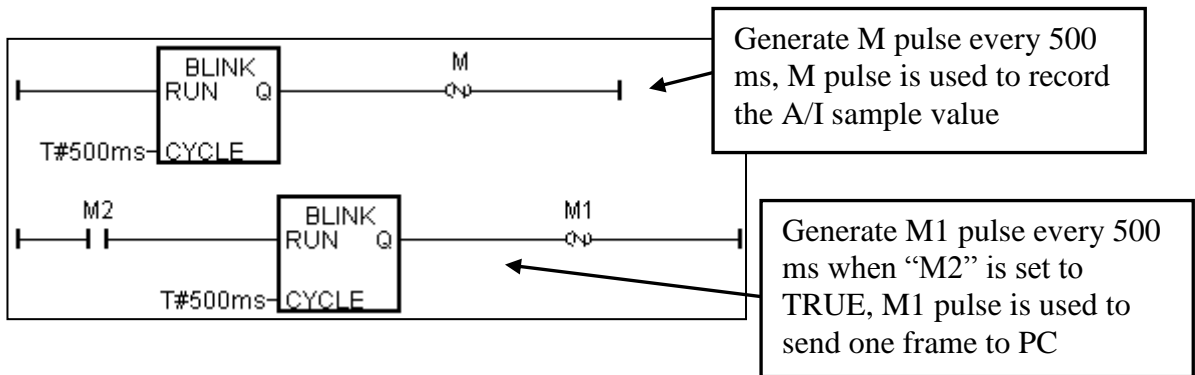 BLINK
RUN Q
T#500ms CYCLE
M
Generate M pulse every 500
ms, M pulse is used to record
the A/I sample value
M2
BLINK
RUN Q
T#500ms CYCLE
M1
Generate M1 pulse every 500
ms when “M2” is set to
TRUE, M1 pulse is used to
send one frame to PC